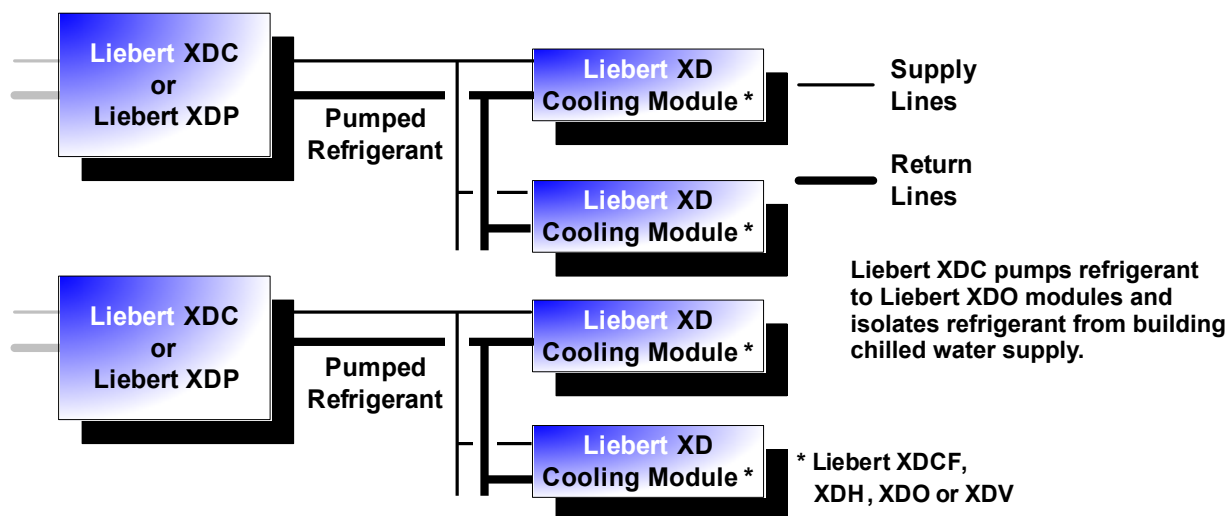 Liebert XDC
or
Liebert XDP
Pumped
Refrigerant
Liebert XD
Cooling Module *
Liebert XD
Cooling Module *
Supply
Lines
Return
Lines
Liebert XDC pumps refrigerant
to Liebert XDO modules and
isolates refrigerant from building
chilled water supply.
Liebert XDC
or
Liebert XDP
Pumped
Refrigerant
Liebert XD
Cooling Module *
Liebert XD
Cooling Module *
* Liebert XDCF,
XDH, XDO or XDV